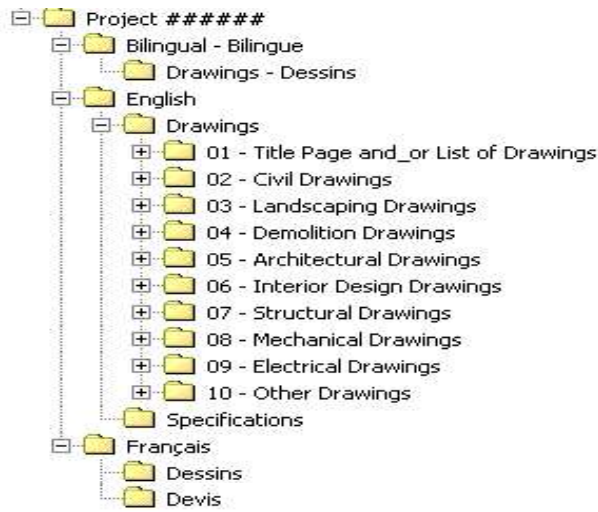 Project ######
Bilingual - Bilingue
Drawings - Dessins
English
Drawings
01 - Title Page and_or List of Drawings
02 - Civil Drawings
03 - Landscaping Drawings
04 - Demolition Drawings
05 - Architectural Drawings
06 - Interior Design Drawings
07 - Structural Drawings
08 - Mechanical Drawings
09 - Electrical Drawings
10 - Other Drawings
Specifications
Français
Dessins
Devis